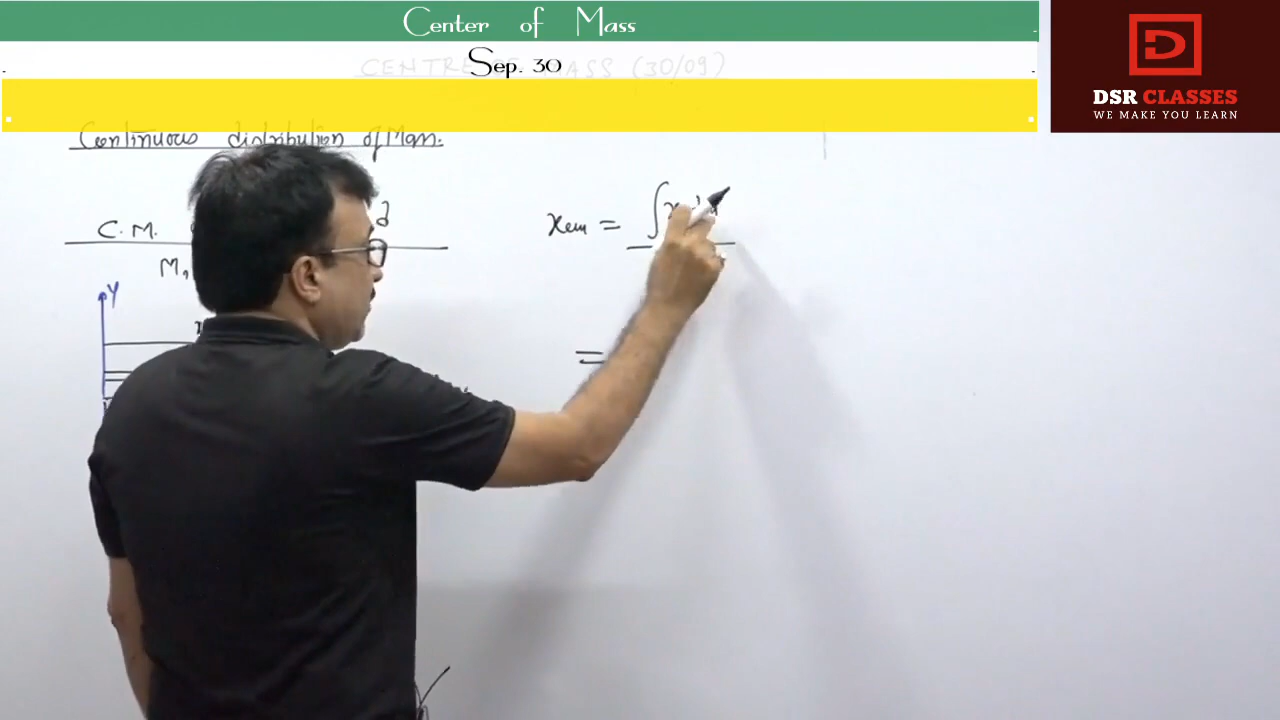 Center of Mass
Sep. 30
CENTRE OF MASS (30/09)
DSR CLASSES
WE MAKE YOU LEARN
Continuous distribution of Mass.
C.M.
M,
Y
xcm = ∫x
=